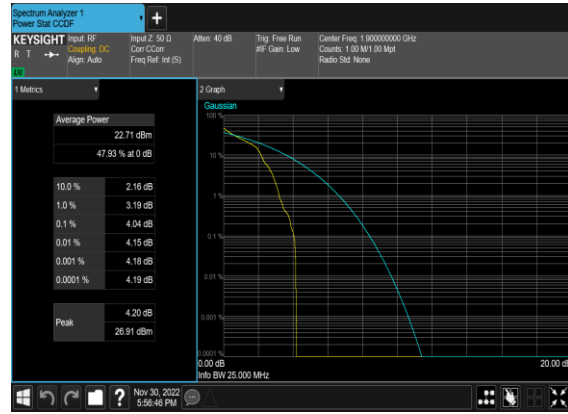 Spectrum Analyzer 1
Power Stat CCDF
+
KEYSIGHT
R T
LW
Input: RF
Coupling: DC
Align: Auto
Input Z: 50 Ω
Corr CCorr
Freq Ref: Int (S)
Atten: 40 dB
Trig: Free Run
#IF Gain: Low
Center Freq: 1.900000000 GHz
Counts: 1.00 M/1.00 Mpt
Radio Std: None
1 Metrics
Average Power
22.71 dBm
47.93 % at 0 dB
10.0 % 2.16 dB
1.0 % 3.19 dB
0.1 % 4.04 dB
0.01 % 4.15 dB
0.001 % 4.18 dB
0.0001 % 4.19 dB
Peak
4.20 dB
26.91 dBm
2 Graph
Gaussian
100 %
10 %
1 %
0.1 %
0.01 %
0.001 %
0.0001 %
0.00 dB
20.00 dB
Info BW 25.000 MHz
?
Nov 30, 2022
5:56:46 PM